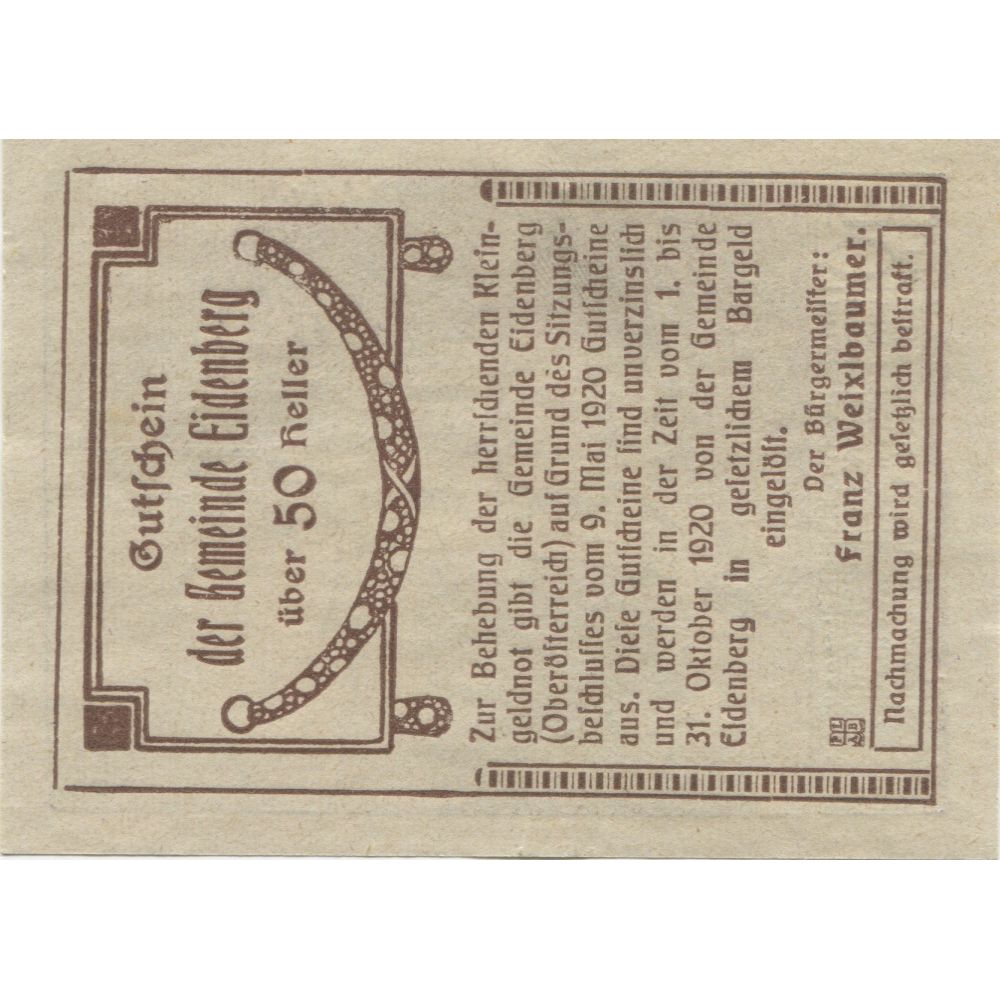 Gutschein
der Gemeinde Eidenberg
über 50 Heller
Zur Behebung der herrschenden Klein-
geldnot gibt die Gemeinde Eidenberg
(Oberösterreich) auf Grund des Sitzungs-
beschlusses vom 9. Mai 1920 Gutscheine
aus. Diese Gutscheine sind unverzinslich
und werden in der Zeit vom 1. bis
31. Oktober 1920 von der Gemeinde
Eidenberg in gesetzlichem Bargeld
eingelöst.
Der Bürgermeister:
Franz Weixlbaumer.
Nachmachung wird gesetzlich bestraft.